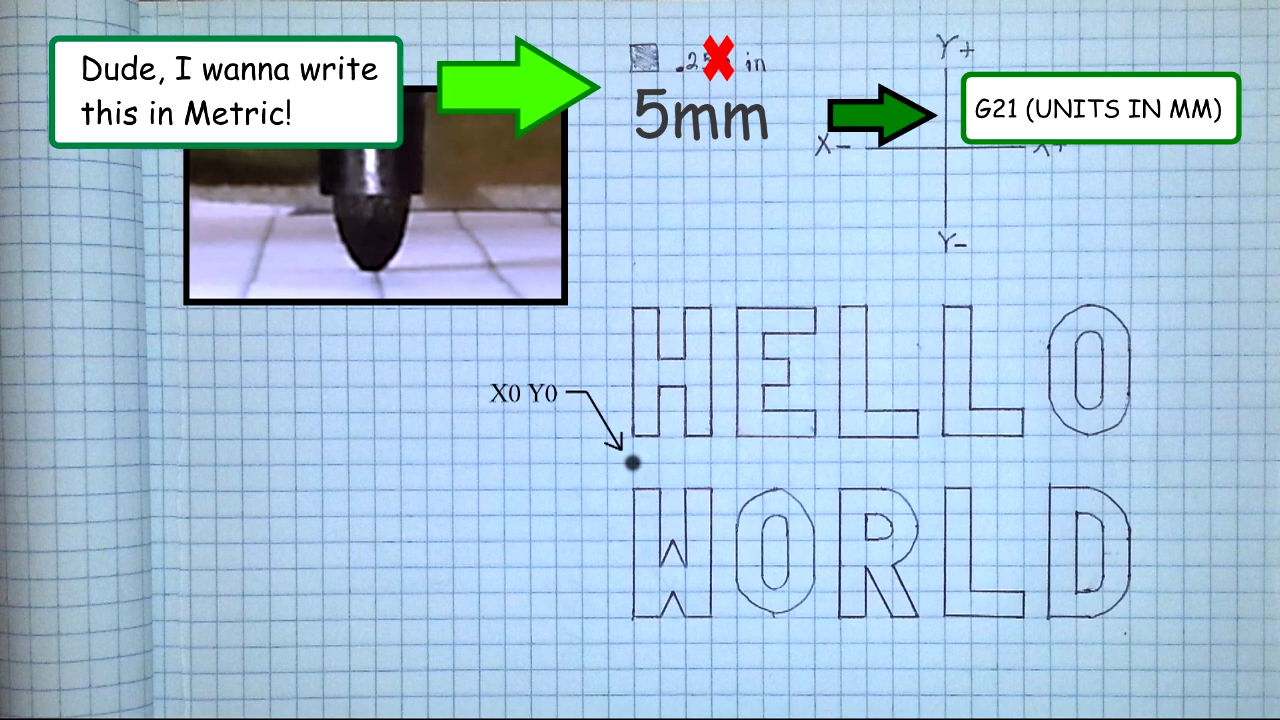 Dude, I wanna write
this in Metric!
in
5mm
Y+
G21 (UNITS IN MM)
X-
X+
Y-
HELLO
X0 Y0
WORLD